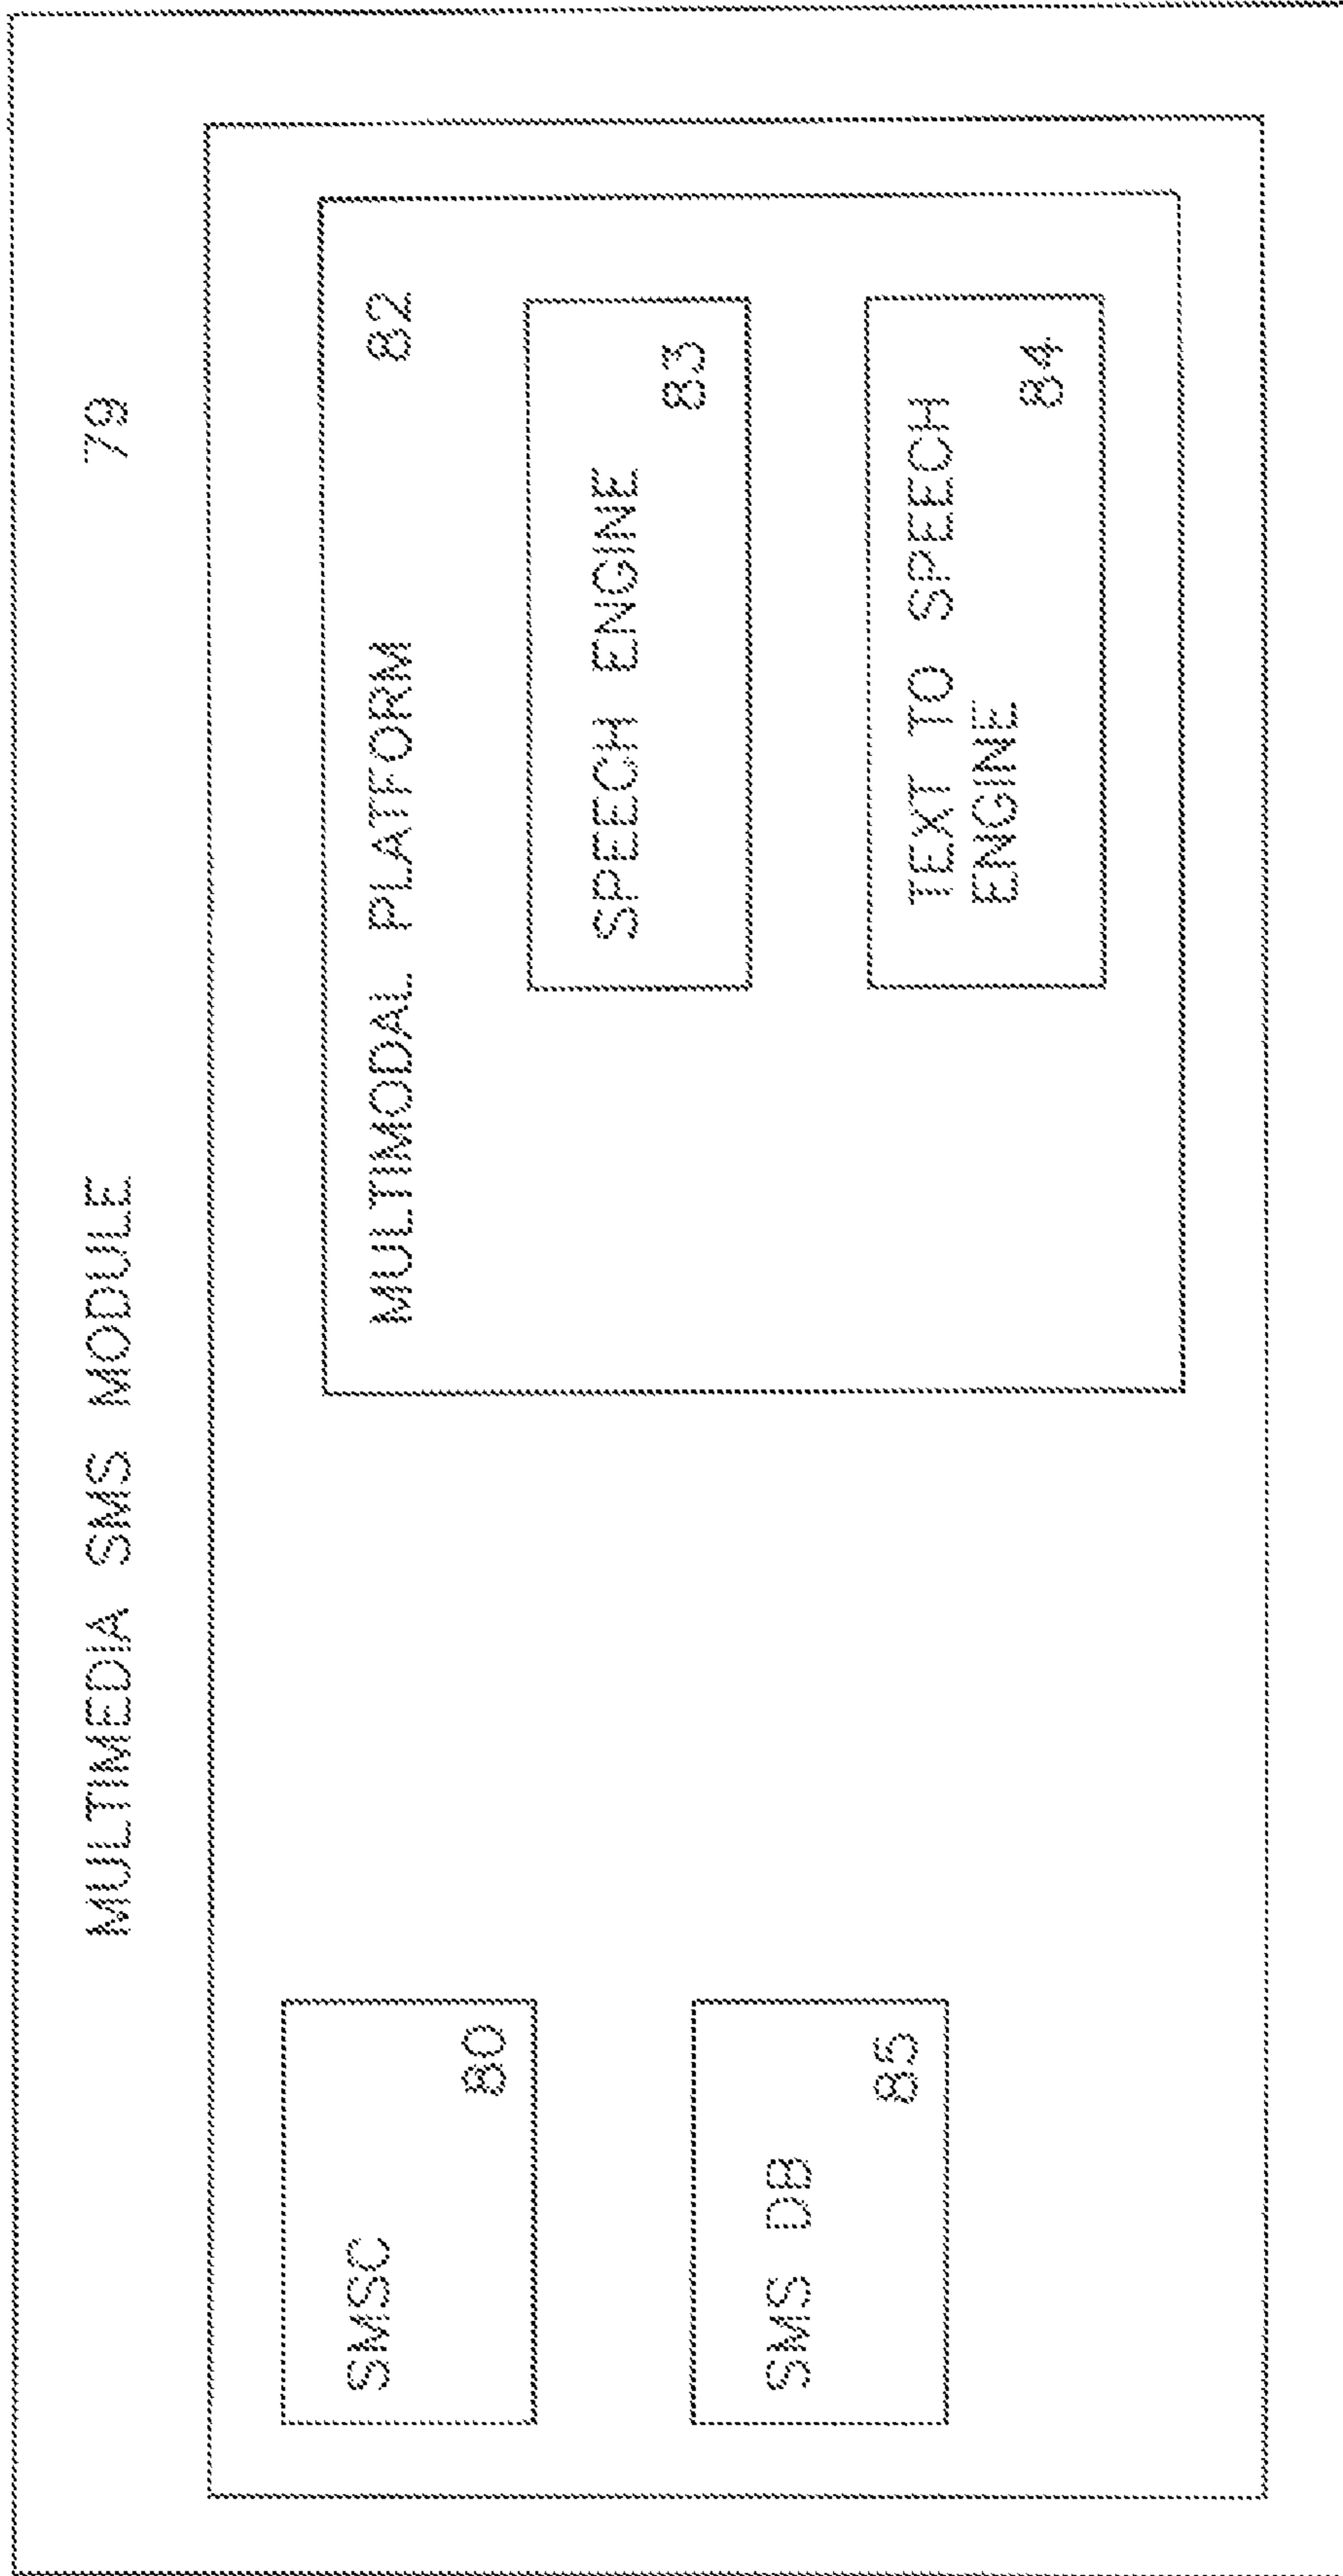 MULTIMEDIA SMS MODULE 79
SMSC
80
SMS DB
85
MULTIMODAL PLATFORM 82
SPEECH ENGINE
83
TEXT TO SPEECH
ENGINE
84